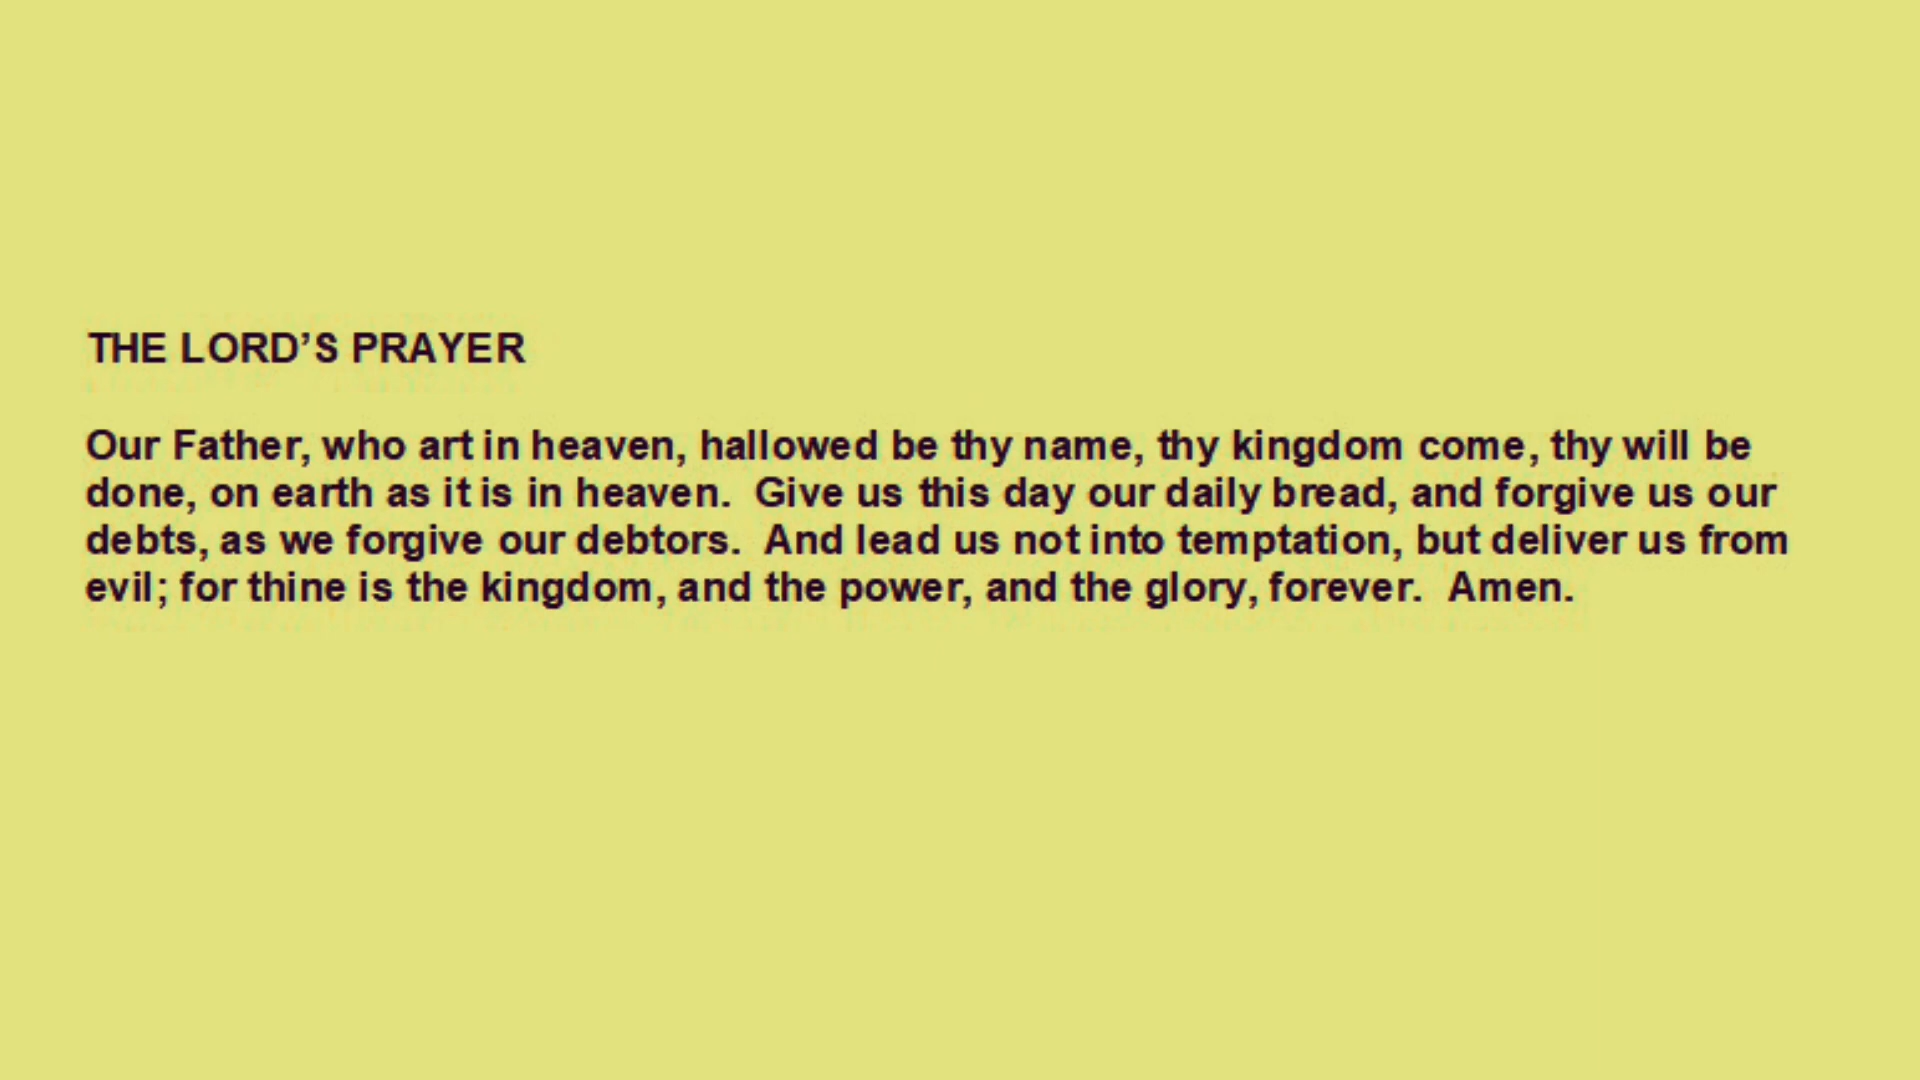 THE LORD’S PRAYER
Our Father, who art in heaven, hallowed be thy name, thy kingdom come, thy will be
done, on earth as it is in heaven.  Give us this day our daily bread, and forgive us our
debts, as we forgive our debtors.  And lead us not into temptation, but deliver us from
evil; for thine is the kingdom, and the power, and the glory, forever.  Amen.